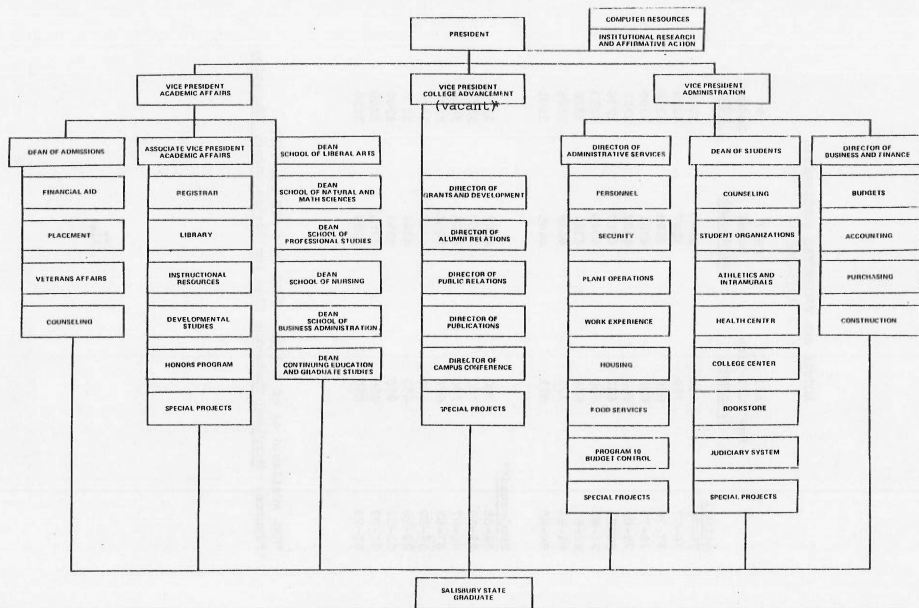 PRESIDENT
COMPUTER RESOURCES
INSTITUTIONAL RESEARCH
AND AFFIRMATIVE ACTION
VICE PRESIDENT
ACADEMIC AFFAIRS
VICE PRESIDENT
COLLEGE ADVANCEMENT
(vacant)*
VICE PRESIDENT
ADMINISTRATION
DEAN OF ADMISSIONS
FINANCIAL AID
PLACEMENT
VETERANS AFFAIRS
COUNSELING
ASSOCIATE VICE PRESIDENT
ACADEMIC AFFAIRS
REGISTRAR
LIBRARY
INSTRUCTIONAL
RESOURCES
DEVELOPMENTAL
STUDIES
HONORS PROGRAM
SPECIAL PROJECTS
DEAN
SCHOOL OF LIBERAL ARTS
DEAN
SCHOOL OF NATURAL AND
MATH SCIENCES
DEAN
SCHOOL OF
PROFESSIONAL STUDIES
DEAN
SCHOOL OF NURSING
DEAN
SCHOOL OF
BUSINESS ADMINISTRATION
DEAN
CONTINUING EDUCATION
AND GRADUATE STUDIES
DIRECTOR OF
GRANTS AND DEVELOPMENT
DIRECTOR OF
ALUMNI RELATIONS
DIRECTOR OF
PUBLIC RELATIONS
DIRECTOR OF
PUBLICATIONS
DIRECTOR OF
CAMPUS CONFERENCE
SPECIAL PROJECTS
DIRECTOR OF
ADMINISTRATIVE SERVICES
PERSONNEL
SECURITY
PLANT OPERATIONS
WORK EXPERIENCE
HOUSING
FOOD SERVICES
PROGRAM TO
BUDGET CONTROL
SPECIAL PROJECTS
DEAN OF STUDENTS
COUNSELING
STUDENT ORGANIZATIONS
ATHLETICS AND
INTRAMURALS
HEALTH CENTER
COLLEGE CENTER
BOOKSTORE
JUDICIARY SYSTEM
SPECIAL PROJECTS
DIRECTOR OF
BUSINESS AND FINANCE
BUDGETS
ACCOUNTING
PURCHASING
CONSTRUCTION
SALISBURY STATE
GRADUATE